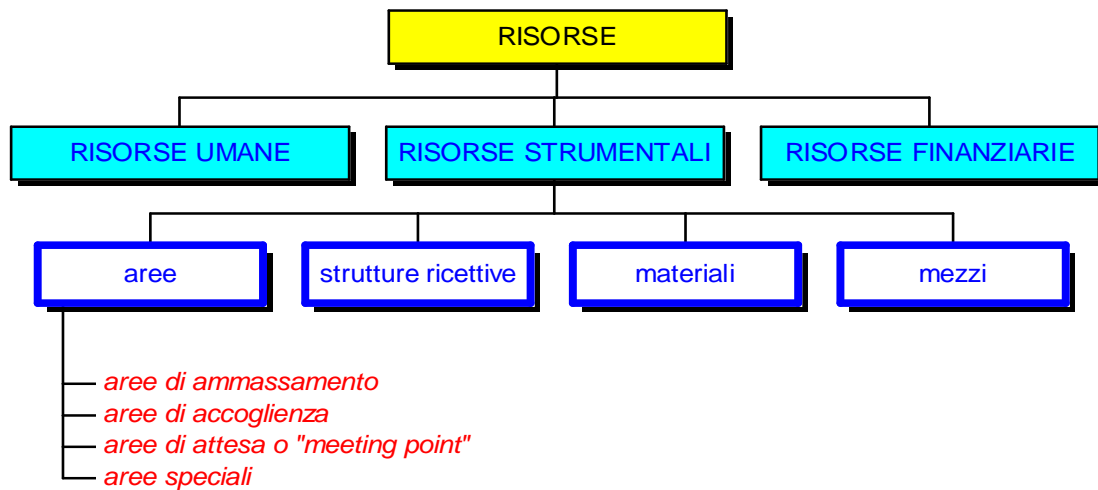 RISORSE
RISORSE UMANE
RISORSE STRUMENTALI
RISORSE FINANZIARIE
aree
strutture ricettive
materiali
mezzi
aree di ammassamento
aree di accoglienza
aree di attesa o "meeting point"
aree speciali